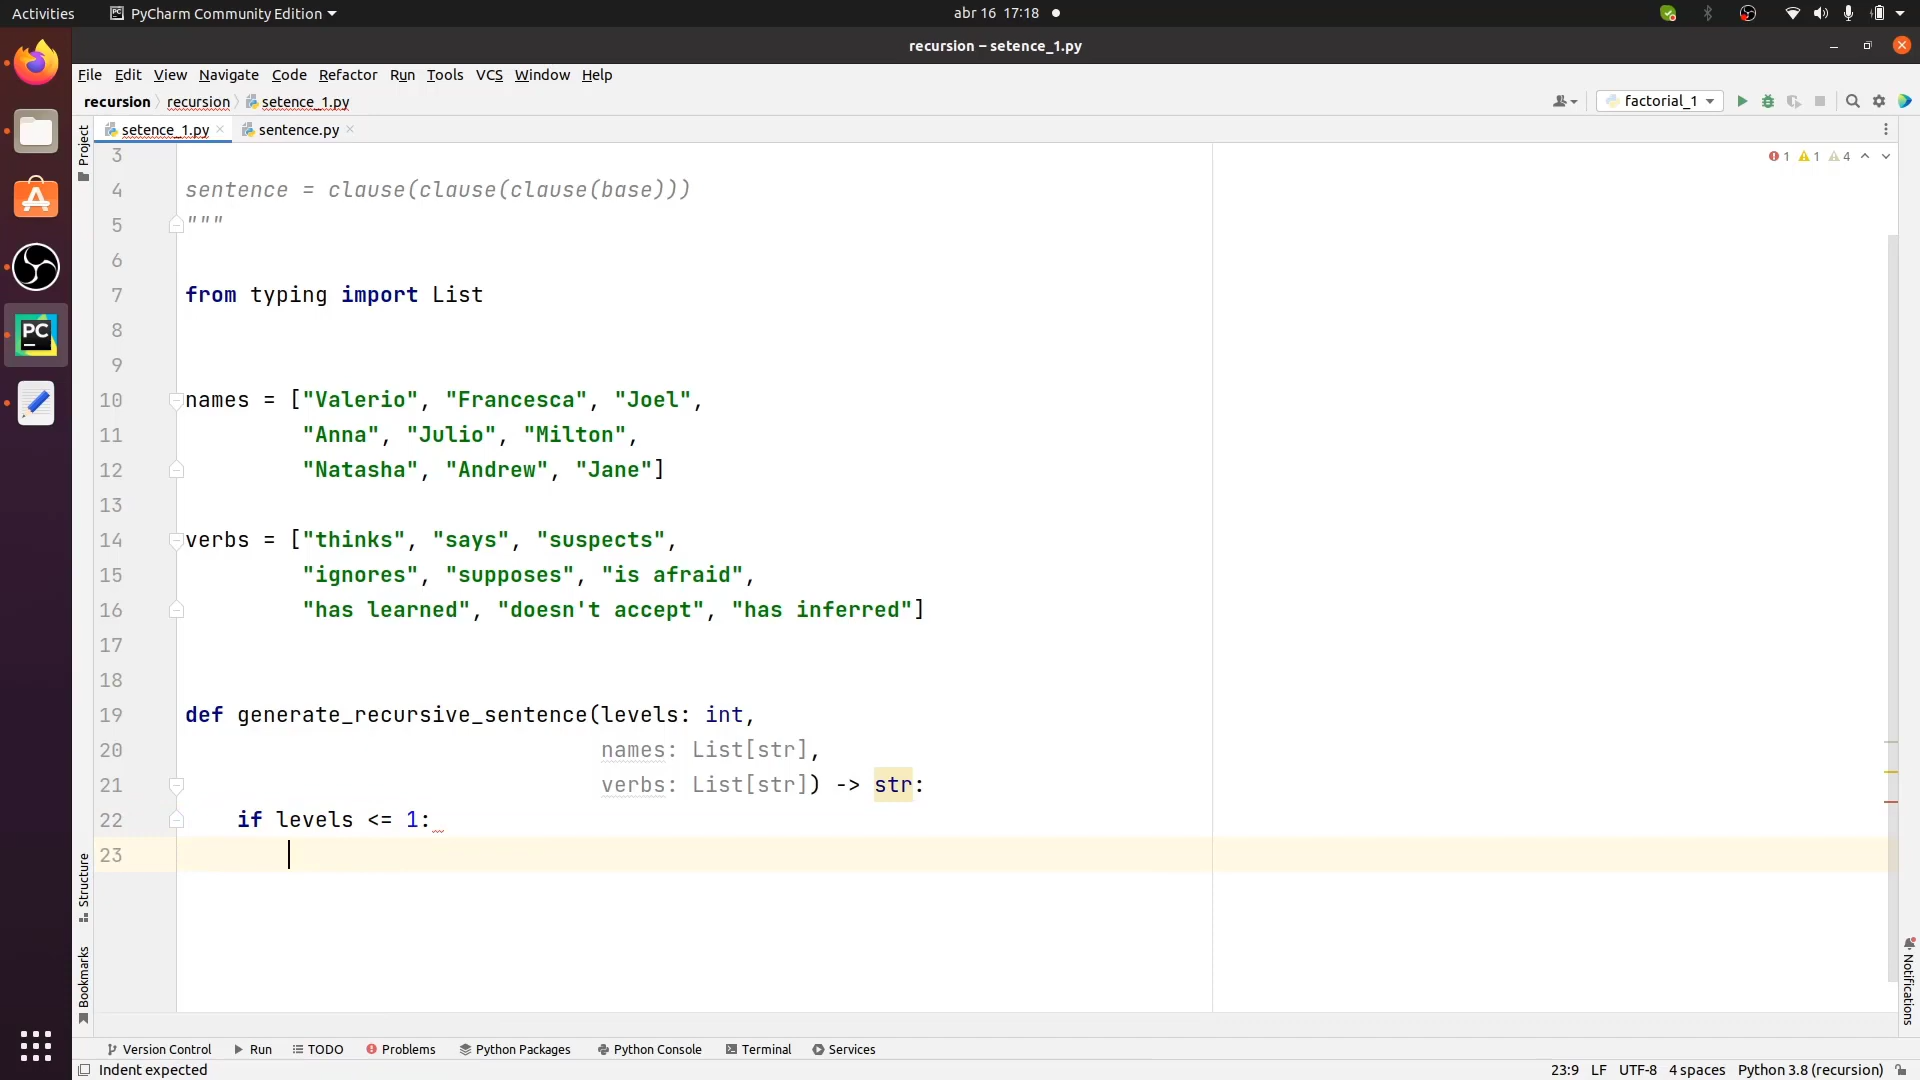 Activities
PyCharm Community Edition
abr 16 17:18
recursion – setence_1.py
File Edit View Navigate Code Refactor Run Tools VCS Window Help
recursion recursion setence_1.py
factorial_1
setence_1.py
sentence.py
Project
1 1 4
3
4 sentence = clause(clause(clause(base)))
5 """
6
7 from typing import List
8
9
10 names = ["Valerio", "Francesca", "Joel",
11 "Anna", "Julio", "Milton",
12 "Natasha", "Andrew", "Jane"]
13
14 verbs = ["thinks", "says", "suspects",
15 "ignores", "supposes", "is afraid",
16 "has learned", "doesn't accept", "has inferred"]
17
18
19 def generate_recursive_sentence(levels: int,
20 names: List[str],
21 verbs: List[str]) -> str:
22 if levels <= 1:
23
PC
Structure
Bookmarks
Notifications
Version Control Run TODO Problems Python Packages Python Console Terminal Services
Indent expected
23:9 LF UTF-8 4 spaces Python 3.8 (recursion)